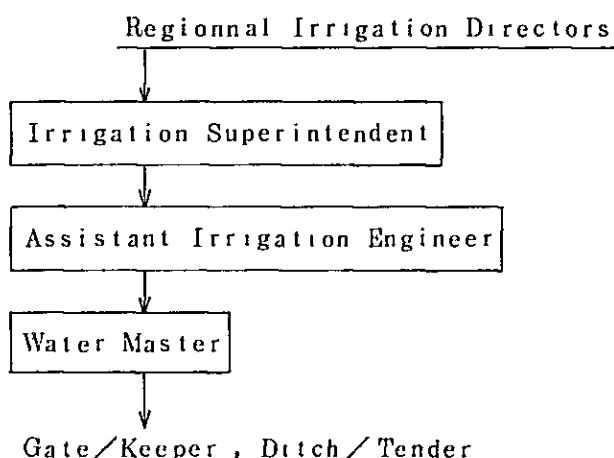 Regionnal Irrigation Directors
Irrigation Superintendent
Assistant Irrigation Engineer
Water Master
Gate/Keeper , Ditch/Tender